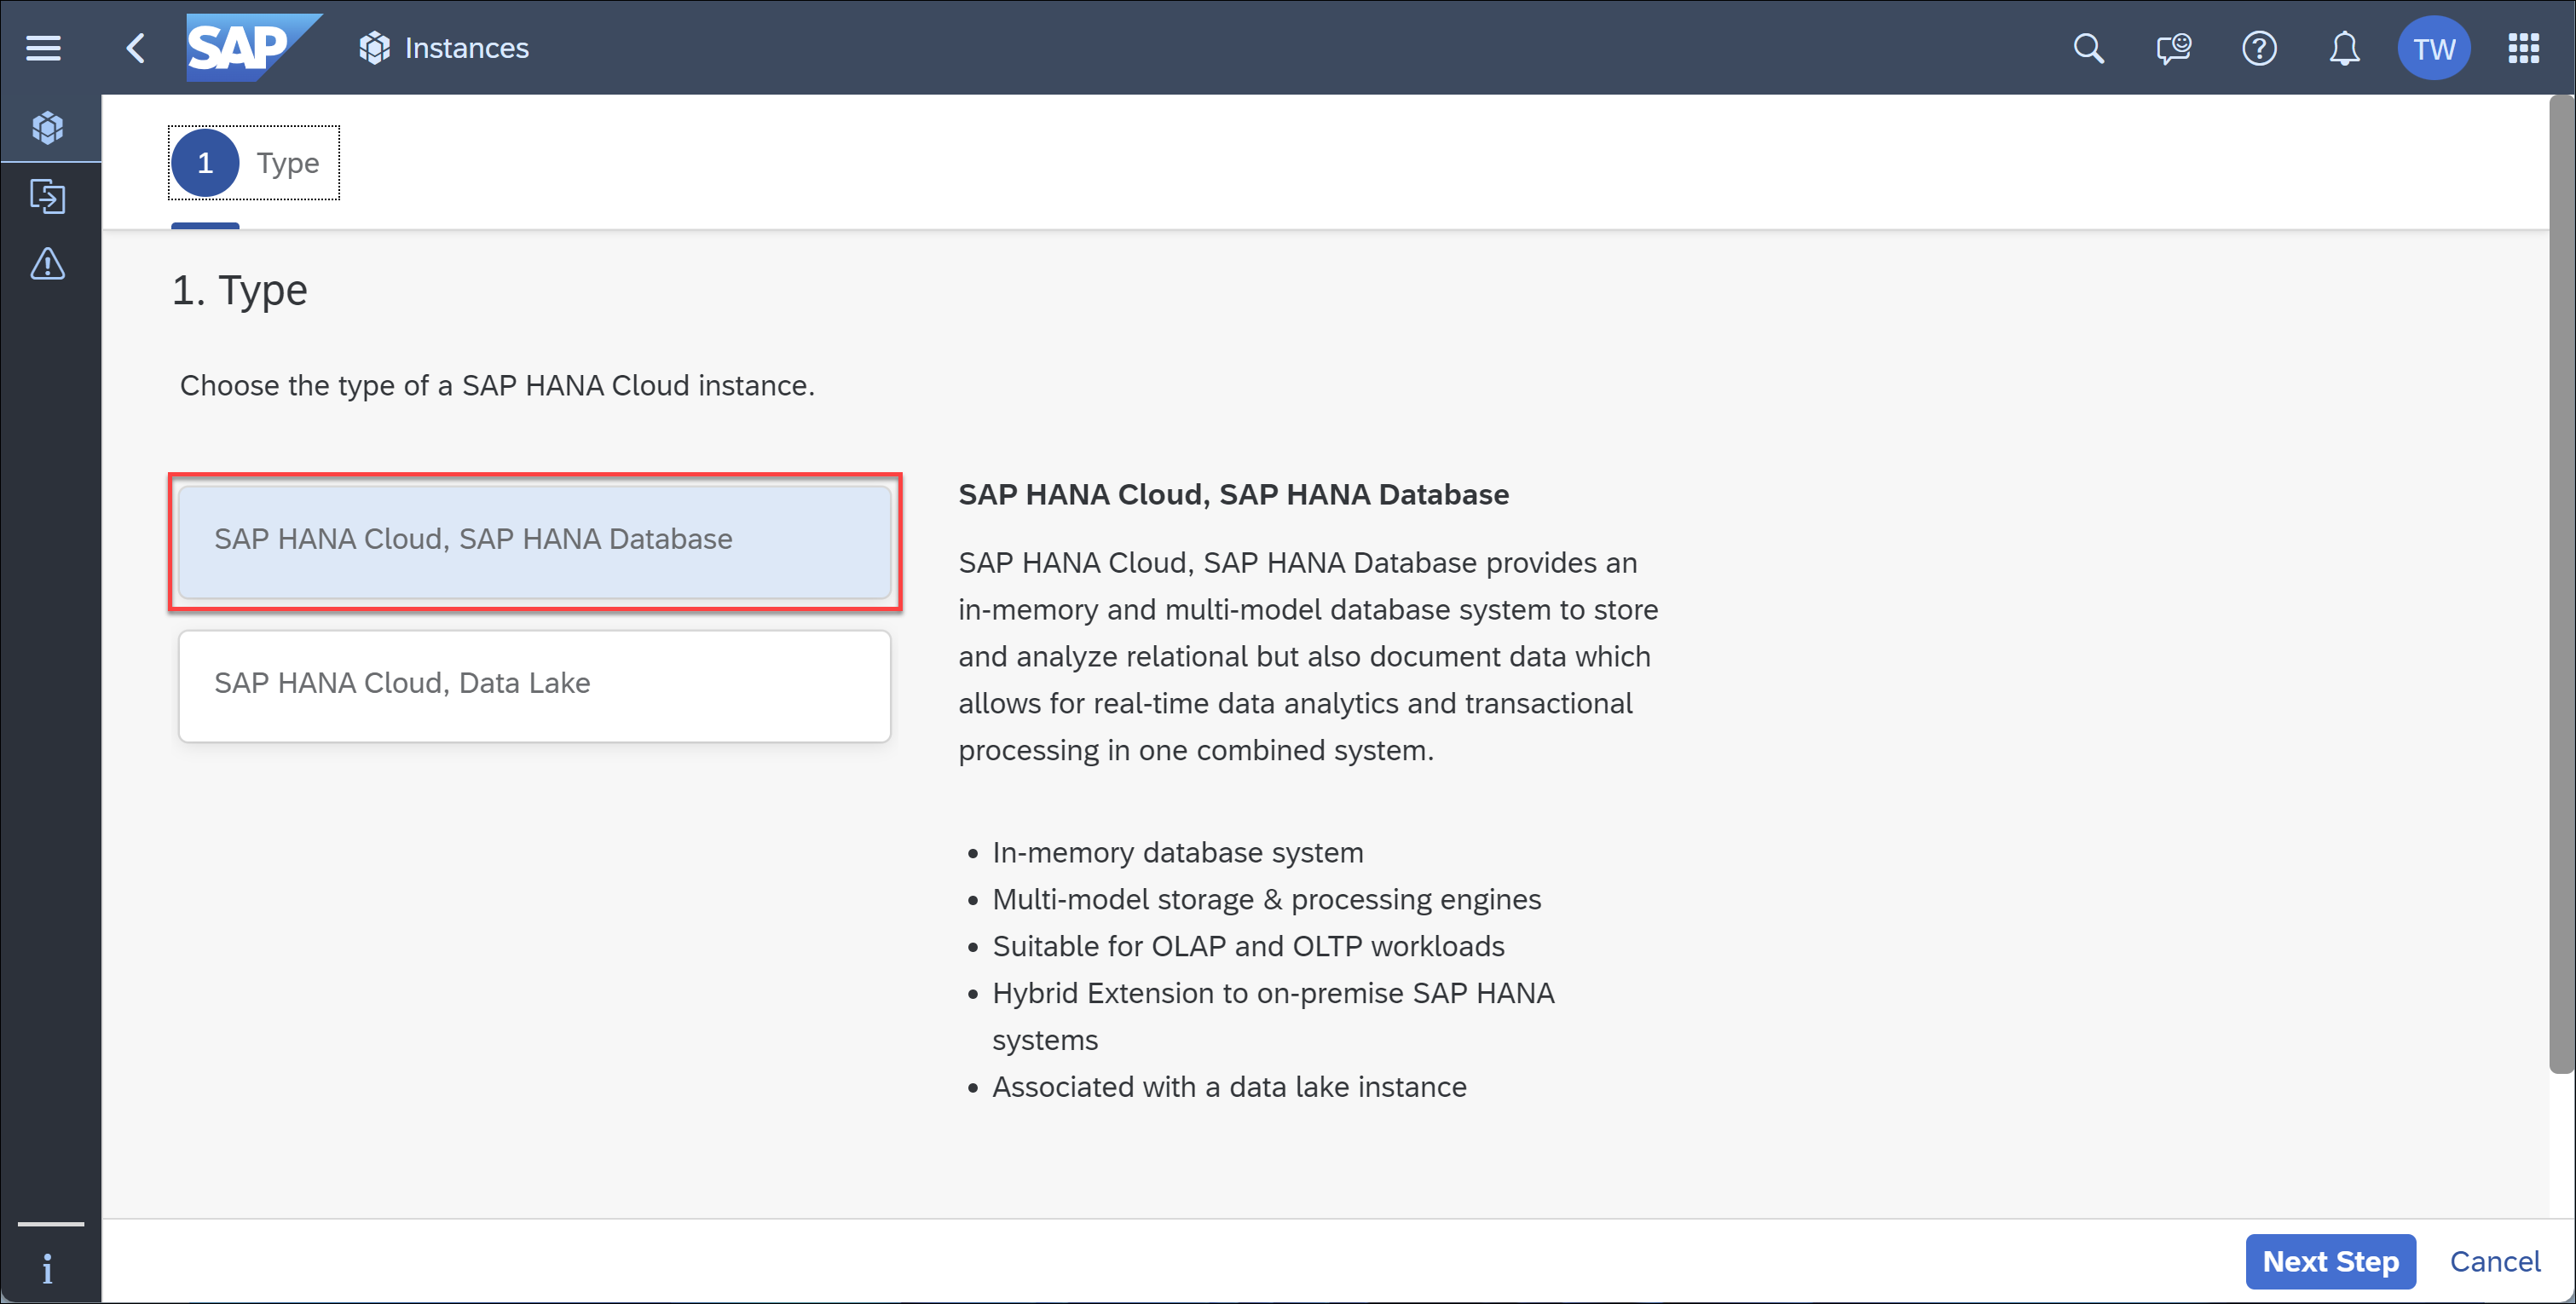 SAP
Instances
TW
1 Type
1. Type
Choose the type of a SAP HANA Cloud instance.
SAP HANA Cloud, SAP HANA Database
SAP HANA Cloud, Data Lake
SAP HANA Cloud, SAP HANA Database
SAP HANA Cloud, SAP HANA Database provides an
in-memory and multi-model database system to store
and analyze relational but also document data which
allows for real-time data analytics and transactional
processing in one combined system.
• In-memory database system
• Multi-model storage & processing engines
• Suitable for OLAP and OLTP workloads
• Hybrid Extension to on-premise SAP HANA
systems
• Associated with a data lake instance
Next Step
Cancel